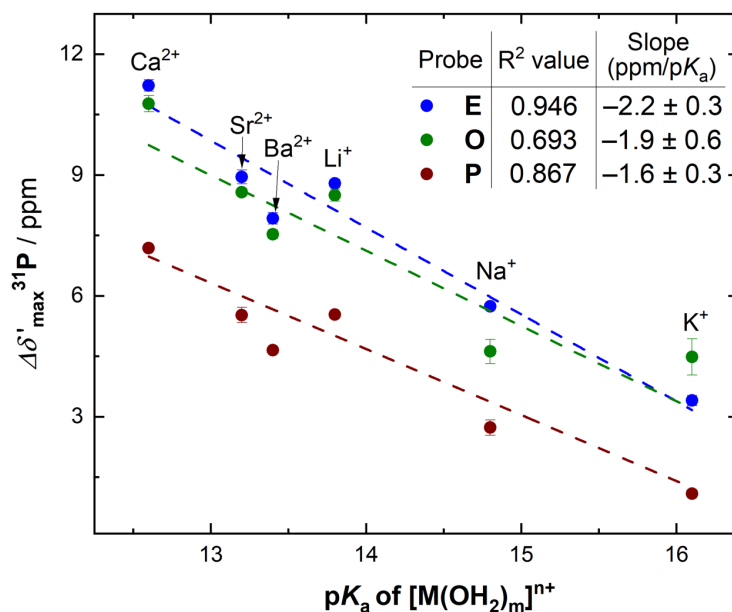 Probe R² value Slope (ppm/pKₐ)
E 0.946 –2.2 ± 0.3
O 0.693 –1.9 ± 0.6
P 0.867 –1.6 ± 0.3
Ca²⁺
Sr²⁺
Ba²⁺
Li⁺
Na⁺
K⁺
12
9
6
3
Δδ'max ³¹P / ppm
13 14 15 16
pKₐ of [M(OH₂)ₘ]ⁿ⁺